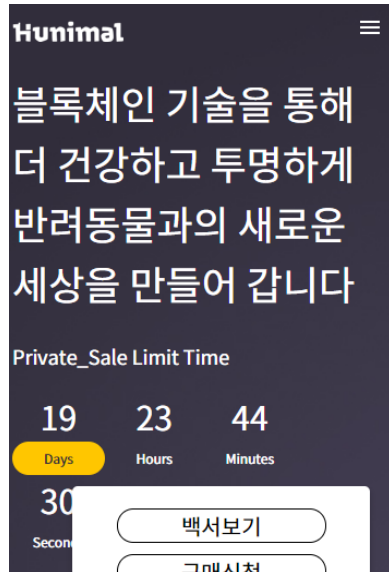 Hunimal
블록체인 기술을 통해
더 건강하고 투명하게
반려동물과의 새로운
세상을 만들어 갑니다
Private_Sale Limit Time
19 23 44
Days Hours Minutes
30
백서보기